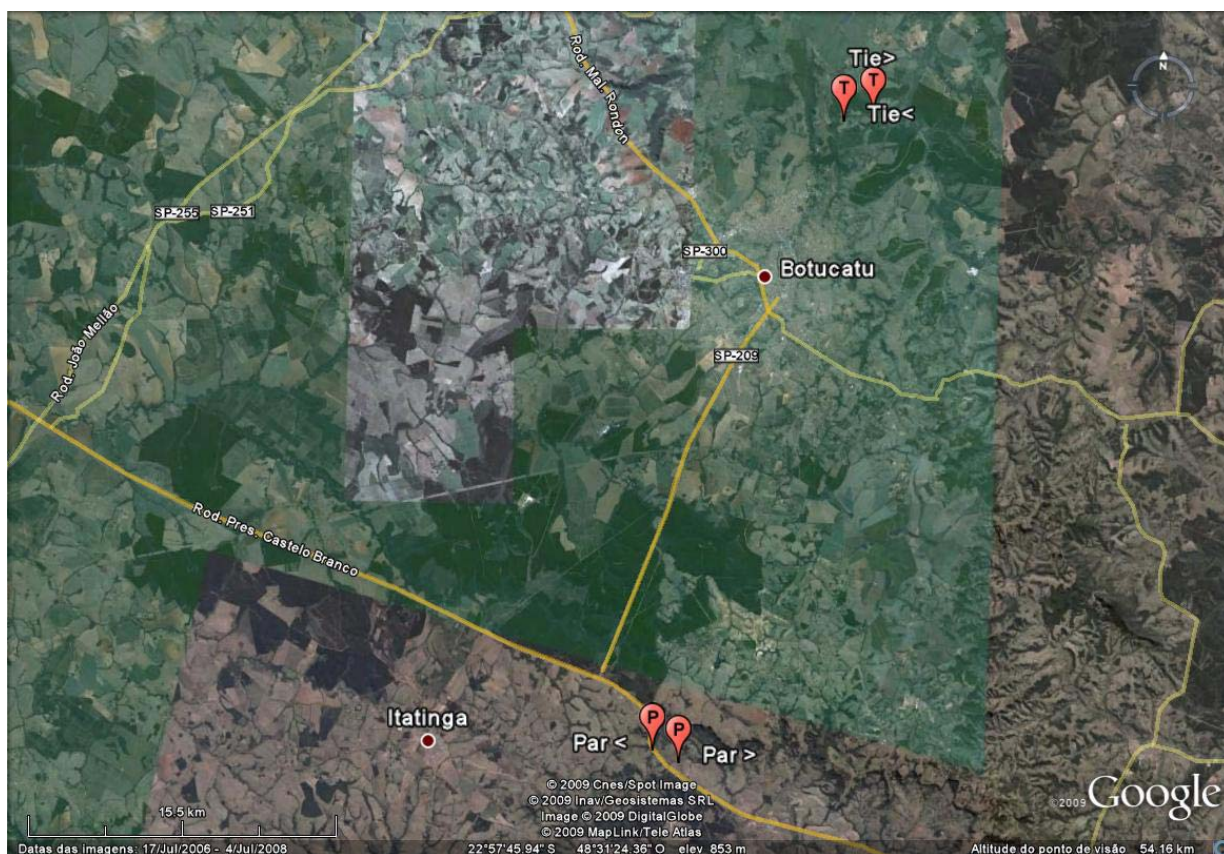 Tie>
N
T
T
Tie<
Rod. Mal. Rondon
SP-255
SP-251
SP-300
Botucatu
Rod. João Mellão
SP-209
Rod. Pres. Castelo Branco
Itatinga
P
P
Par <
Par >
© 2009 Cnes/Spot Image
© 2009 Inav/Geosistemas SRL
Image © 2009 DigitalGlobe
© 2009 MapLink/Tele Atlas
©2009 Google
15.5 km
Datas das imagens: 17/Jul/2006 - 4/Jul/2008
22°57'45.94" S 48°31'24.36" O elev 853 m
Altitude do ponto de visão 54.16 km